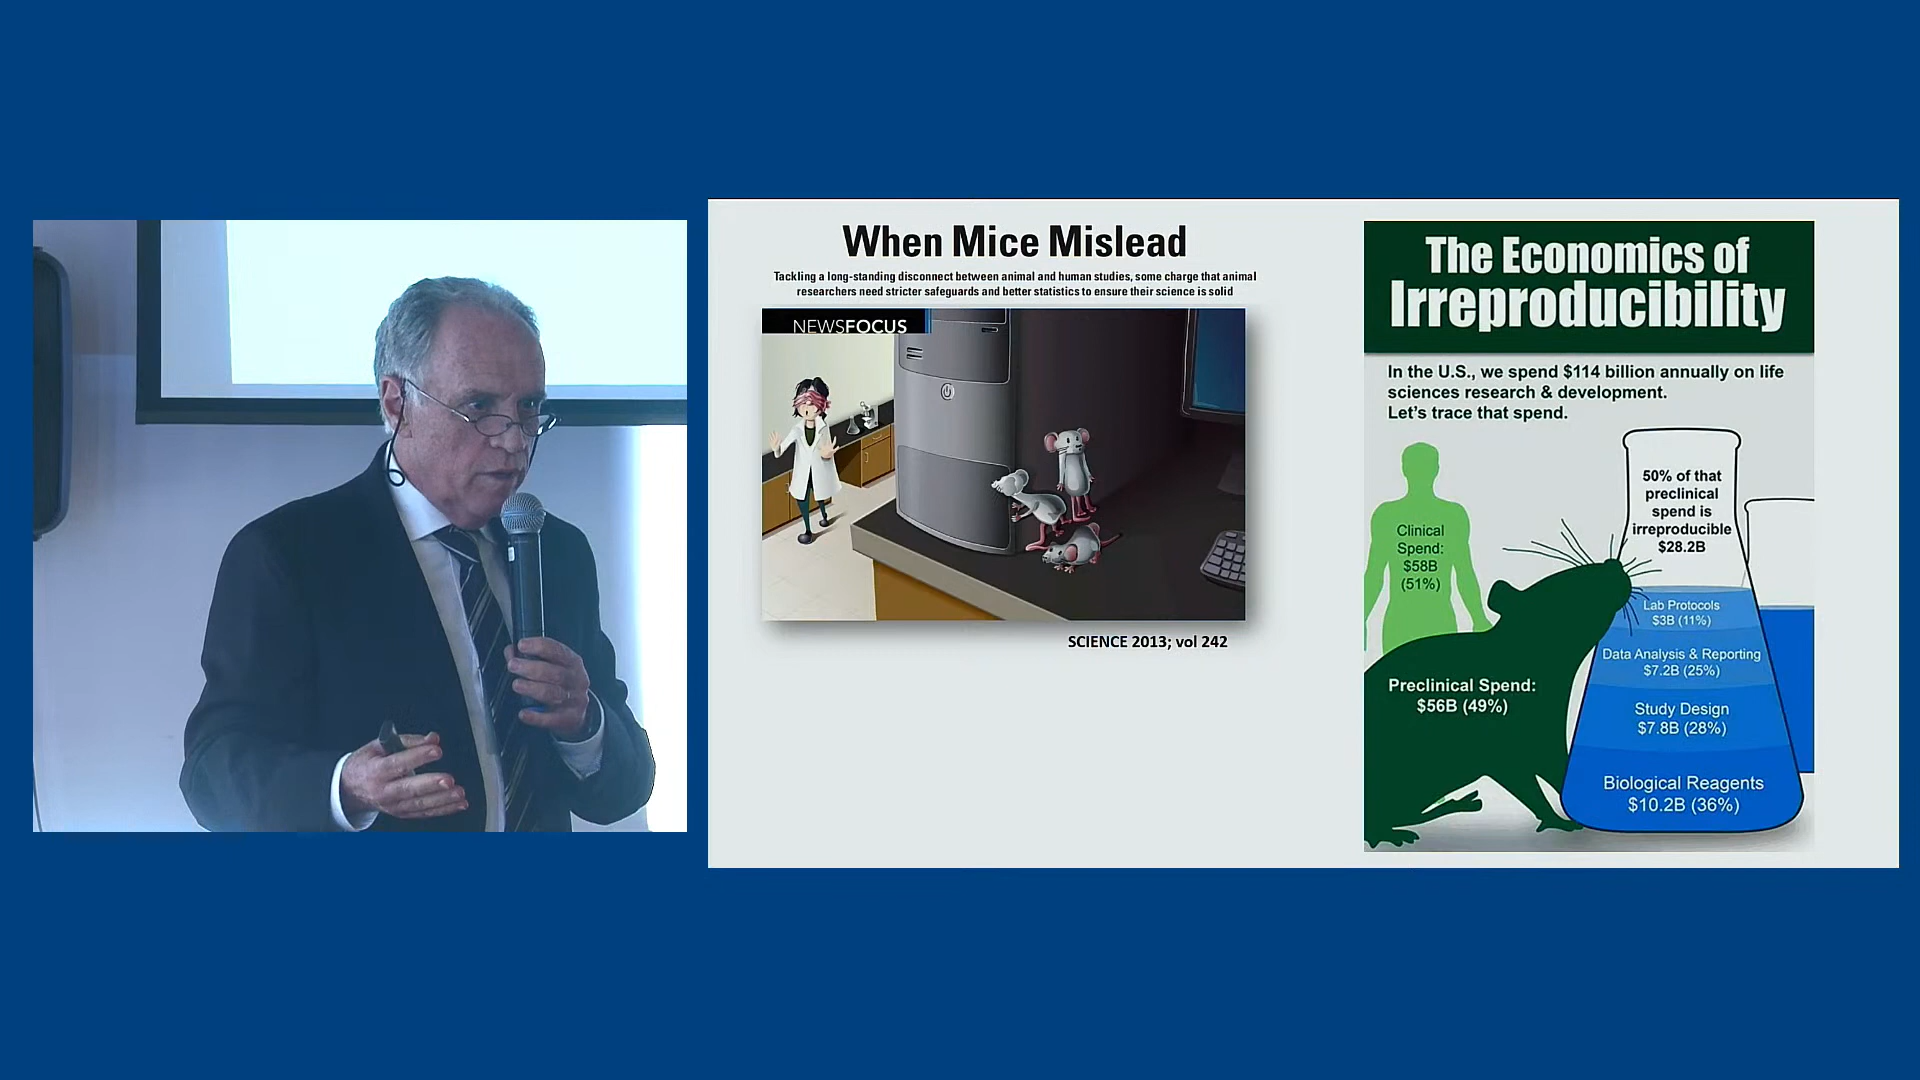 When Mice Mislead
Tackling a long-standing disconnect between animal and human studies, some charge that animal
researchers need stricter safeguards and better statistics to ensure their science is solid
NEWSFOCUS
SCIENCE 2013; vol 242
The Economics of
Irreproducibility
In the U.S., we spend $114 billion annually on life
sciences research & development.
Let's trace that spend.
Clinical
Spend:
$58B
(51%)
Preclinical Spend:
$56B (49%)
50% of that
preclinical
spend is
irreproducible
$28.2B
Lab Protocols
$3B (11%)
Data Analysis & Reporting
$7.2B (25%)
Study Design
$7.8B (28%)
Biological Reagents
$10.2B (36%)